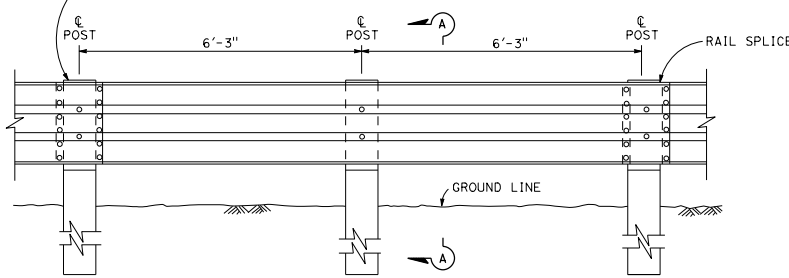 ℄
POST
℄
POST
℄
POST
A
6'-3"
6'-3"
RAIL SPLICE
GROUND LINE
A